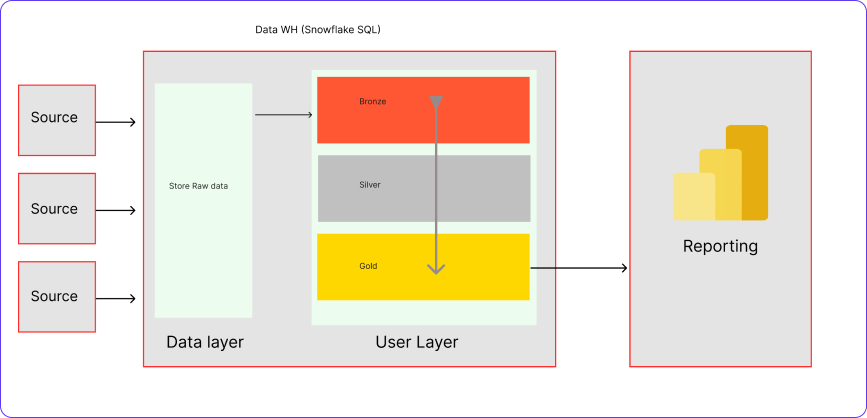 Data WH (Snowflake SQL)
Source
Source
Source
Store Raw data
Data layer
Bronze
Silver
Gold
User Layer
Reporting